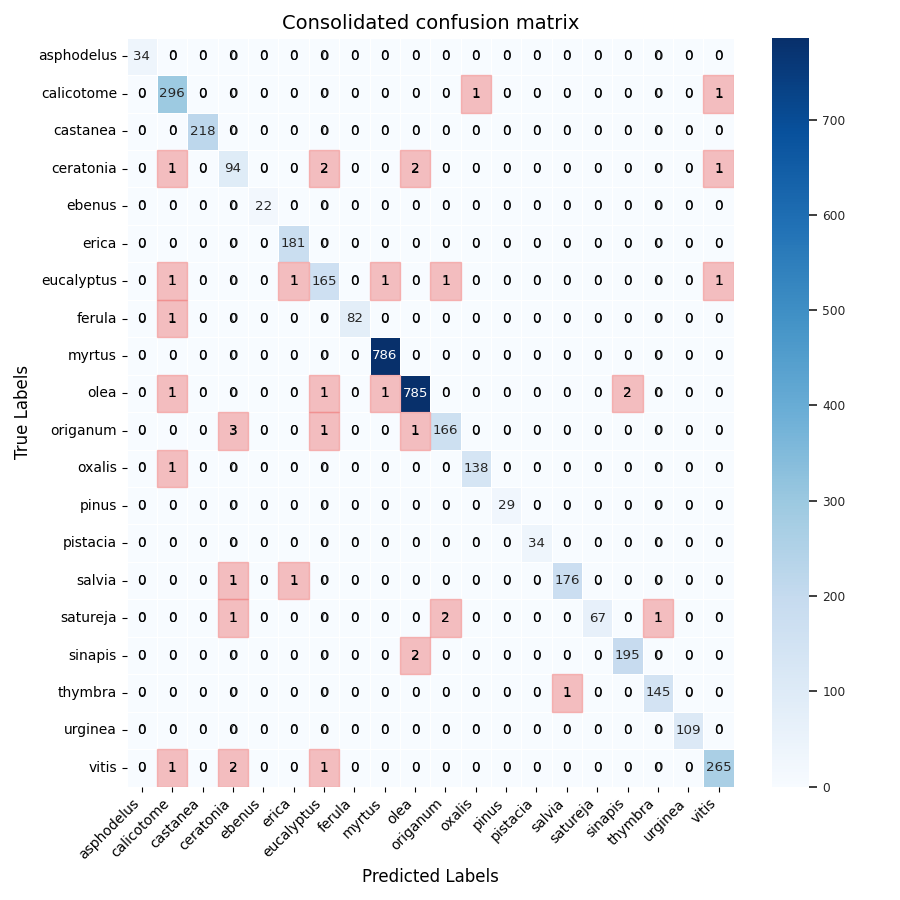 Consolidated confusion matrix
True Labels
asphodelus 34 0 0 0 0 0 0 0 0 0 0 0 0 0 0 0 0 0 0 0
calicotome 0 296 0 0 0 0 0 0 0 0 0 1 0 0 0 0 0 0 0 1
castanea 0 0 218 0 0 0 0 0 0 0 0 0 0 0 0 0 0 0 0 0
ceratonia 0 1 0 94 0 0 2 0 0 2 0 0 0 0 0 0 0 0 0 1
ebenus 0 0 0 0 22 0 0 0 0 0 0 0 0 0 0 0 0 0 0 0
erica 0 0 0 0 0 181 0 0 0 0 0 0 0 0 0 0 0 0 0 0
eucalyptus 0 1 0 0 0 1 165 0 1 0 1 0 0 0 0 0 0 0 0 1
ferula 0 1 0 0 0 0 0 82 0 0 0 0 0 0 0 0 0 0 0 0
myrtus 0 0 0 0 0 0 0 0 786 0 0 0 0 0 0 0 0 0 0 0
olea 0 1 0 0 0 0 1 0 1 785 0 0 0 0 0 0 2 0 0 0
origanum 0 0 0 3 0 0 1 0 0 1 166 0 0 0 0 0 0 0 0 0
oxalis 0 1 0 0 0 0 0 0 0 0 0 138 0 0 0 0 0 0 0 0
pinus 0 0 0 0 0 0 0 0 0 0 0 0 29 0 0 0 0 0 0 0
pistacia 0 0 0 0 0 0 0 0 0 0 0 0 0 34 0 0 0 0 0 0
salvia 0 0 0 1 0 1 0 0 0 0 0 0 0 0 176 0 0 0 0 0
satureja 0 0 0 1 0 0 0 0 0 0 2 0 0 0 0 67 0 1 0 0
sinapis 0 0 0 0 0 0 0 0 0 2 0 0 0 0 0 0 195 0 0 0
thymbra 0 0 0 0 0 0 0 0 0 0 0 0 0 0 1 0 0 145 0 0
urginea 0 0 0 0 0 0 0 0 0 0 0 0 0 0 0 0 0 0 109 0
vitis 0 1 0 2 0 0 1 0 0 0 0 0 0 0 0 0 0 0 0 265
asphodelus calicotome castanea ceratonia ebenus erica eucalyptus ferula myrtus olea origanum oxalis pinus pistacia salvia satureja sinapis thymbra urginea vitis
Predicted Labels
700
600
500
400
300
200
100
0